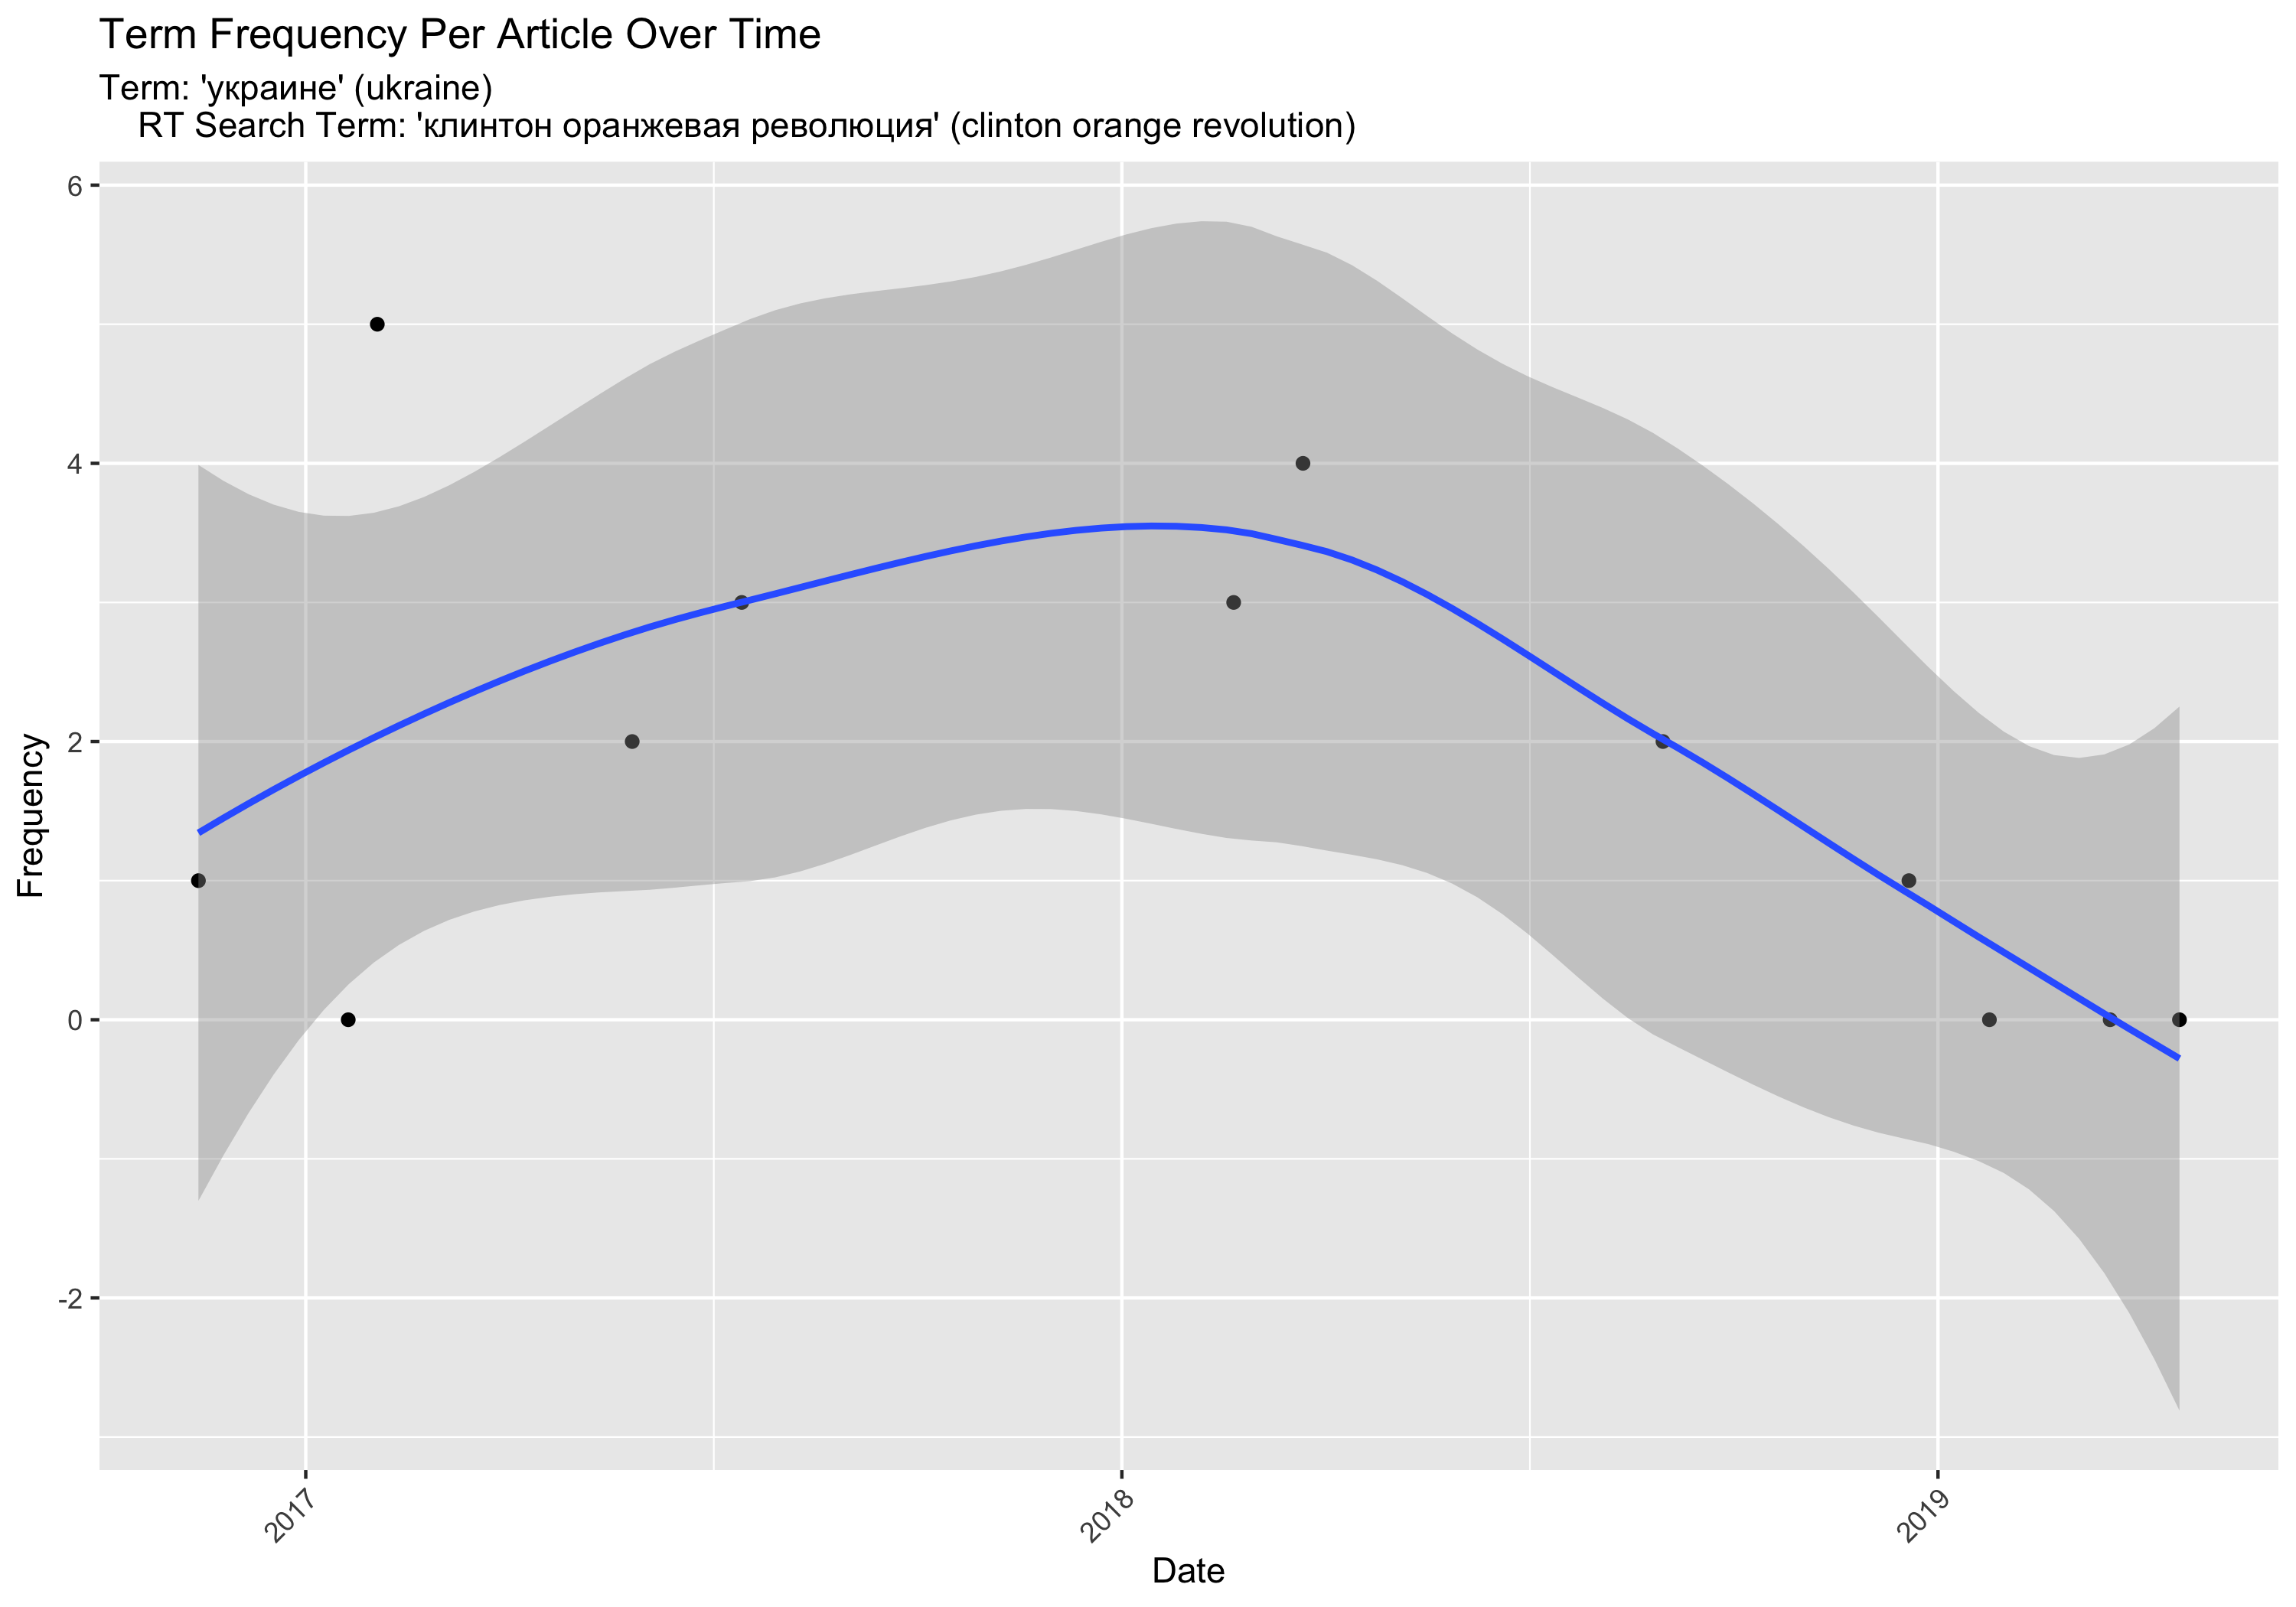 Term Frequency Per Article Over Time
Term: 'украине' (ukraine)
RT Search Term: 'клинтон оранжевая революция' (clinton orange revolution)
Frequency
6
4
2
0
-2
2017
2018
2019
Date